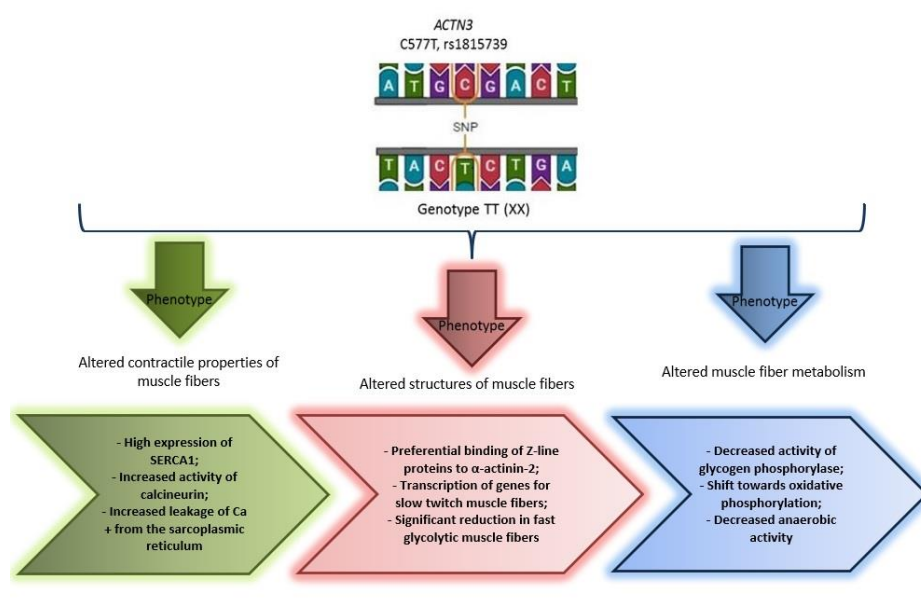 ACTN3
C577T, rs1815739
A T G C G A C T
SNP
T A C T C T G A
Genotype TT (XX)
Phenotype
Phenotype
Phenotype
Altered contractile properties of
muscle fibers
Altered structures of muscle fibers
Altered muscle fiber metabolism
- High expression of
SERCA1;
- Increased activity of
calcineurin;
- Increased leakage of Ca
+ from the sarcoplasmic
reticulum
- Preferential binding of Z-line
proteins to α-actinin-2;
- Transcription of genes for
slow twitch muscle fibers;
- Significant reduction in fast
glycolytic muscle fibers
- Decreased activity of
glycogen phosphorylase;
- Shift towards oxidative
phosphorylation;
- Decreased anaerobic
activity